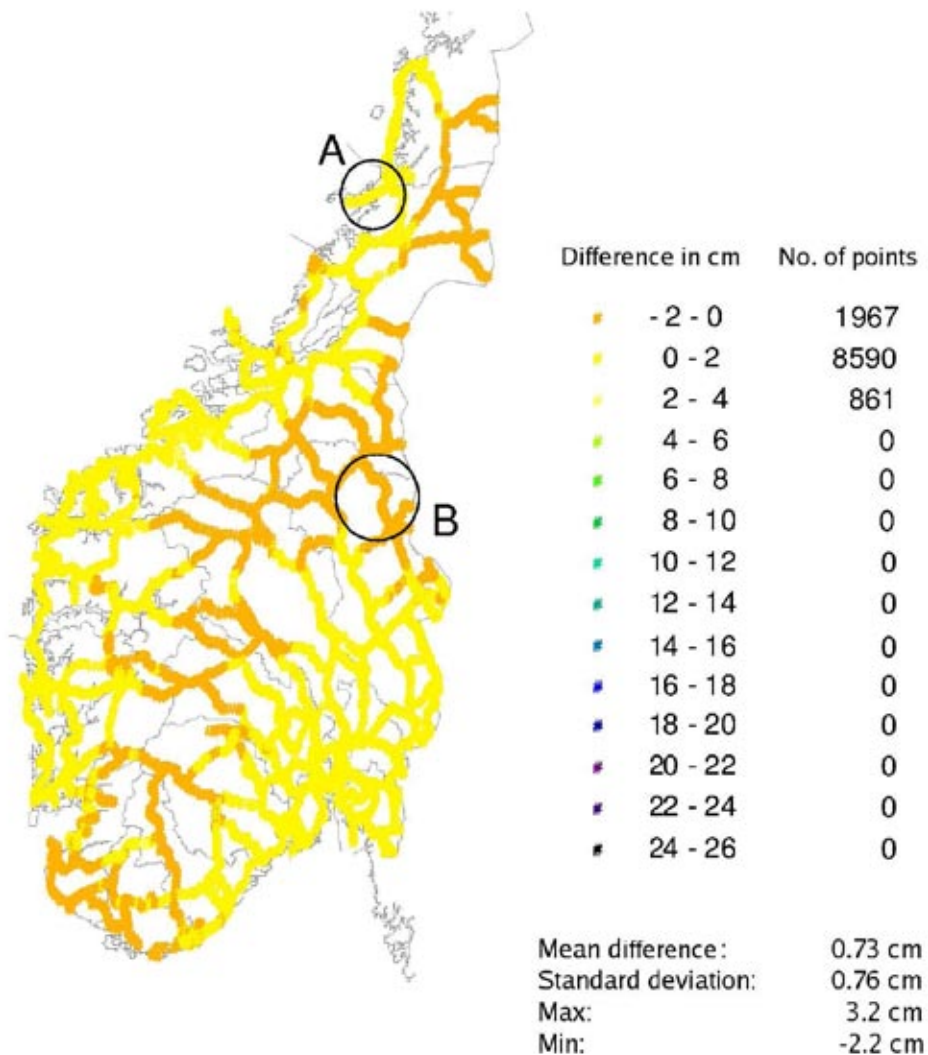 A
B
Difference in cm No. of points
- 2 - 0 1967
0 - 2 8590
2 - 4 861
4 - 6 0
6 - 8 0
8 - 10 0
10 - 12 0
12 - 14 0
14 - 16 0
16 - 18 0
18 - 20 0
20 - 22 0
22 - 24 0
24 - 26 0
Mean difference: 0.73 cm
Standard deviation: 0.76 cm
Max: 3.2 cm
Min: -2.2 cm